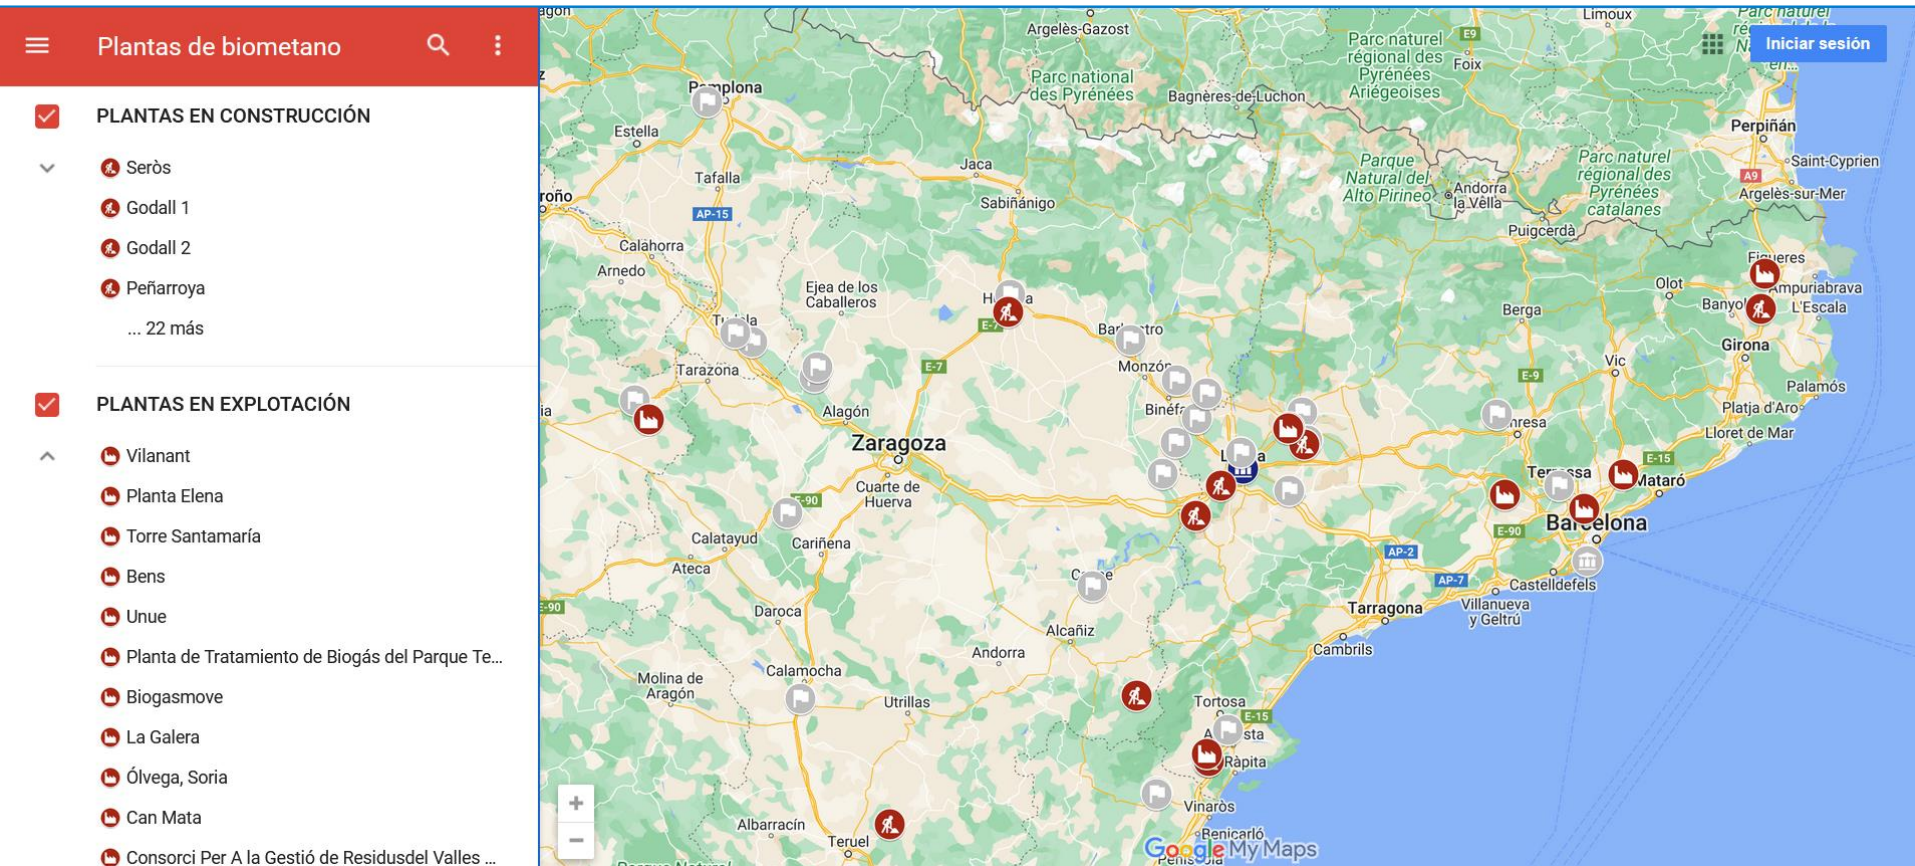 Plantas de biometano
PLANTAS EN CONSTRUCCIÓN
Seròs
Godall 1
Godall 2
Peñarroya
... 22 más
PLANTAS EN EXPLOTACIÓN
Vilanant
Planta Elena
Torre Santamaría
Bens
Unue
Planta de Tratamiento de Biogás del Parque Te...
Biogasmove
La Galera
Ólvega, Soria
Can Mata
Consorci Per A la Gestió de Residusdel Valles ...
Iniciar sesión
Argelès-Gazost
Limoux
Parc naturel
E9
Foix
Parc naturel
régional des
Pyrénées
Ariégeoises
Parc national
des Pyrénées
Bagnères-de-Luchon
Pamplona
Estella
Perpiñán
Saint-Cyprien
A9
Argelès-sur-Mer
Jaca
Tafalla
Sabiñánigo
AP-15
Parque
Natural del
Alto Pirineo
Andorra
la Vella
Parc naturel
régional des
Pyrénées
catalanes
Puigcerdà
Calahorra
Arnedo
Ejea de los
Caballeros
Figueres
Ampuriabrava
L'Escala
Olot
Berga
Girona
Vic
Palamós
Platja d'Aro
Lloret de Mar
Monzón
Tarazona
E-7
E-9
Alagón
Zaragoza
Cuarte de
Huerva
E-90
E-15
Mataró
Barcelona
E-90
Calatayud
Cariñena
Ateca
AP-2
AP-7
Castelldefels
Villanueva
y Geltrú
Tarragona
Cambrils
E-90
Daroca
Alcañiz
Andorra
Calamocha
Molina de
Aragón
Utrillas
Tortosa
E-15
Ràpita
Vinaròs
Benicarló
Albarracín
Teruel
Google My Maps